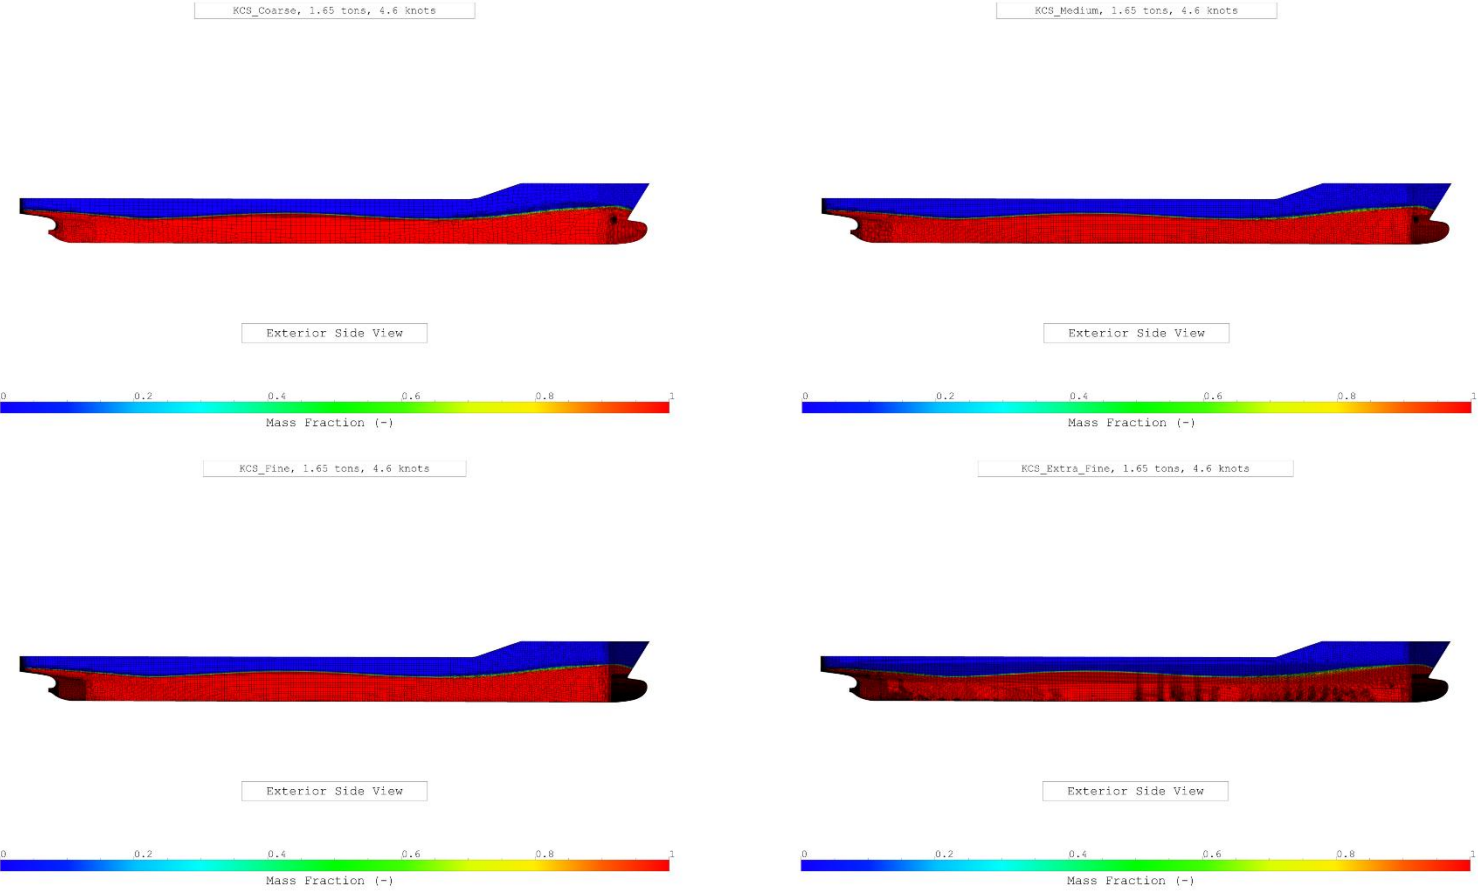 KCS_Coarse, 1.65 tons, 4.6 knots
Exterior Side View
0 0.2 0.4 0.6 0.8 1
Mass Fraction (-)
KCS_Medium, 1.65 tons, 4.6 knots
Exterior Side View
0 0.2 0.4 0.6 0.8 1
Mass Fraction (-)
KCS_Fine, 1.65 tons, 4.6 knots
Exterior Side View
0 0.2 0.4 0.6 0.8 1
Mass Fraction (-)
KCS_Extra_Fine, 1.65 tons, 4.6 knots
Exterior Side View
0 0.2 0.4 0.6 0.8 1
Mass Fraction (-)